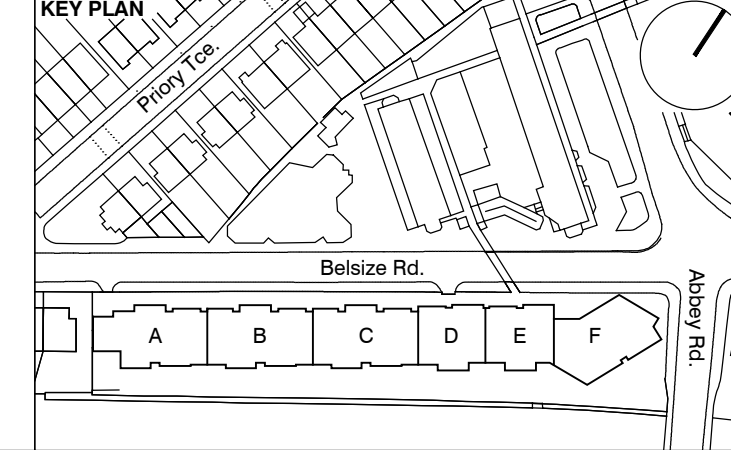 KEY PLAN
Priory Tce.
Belsize Rd.
Abbey Rd.
A B C D E F